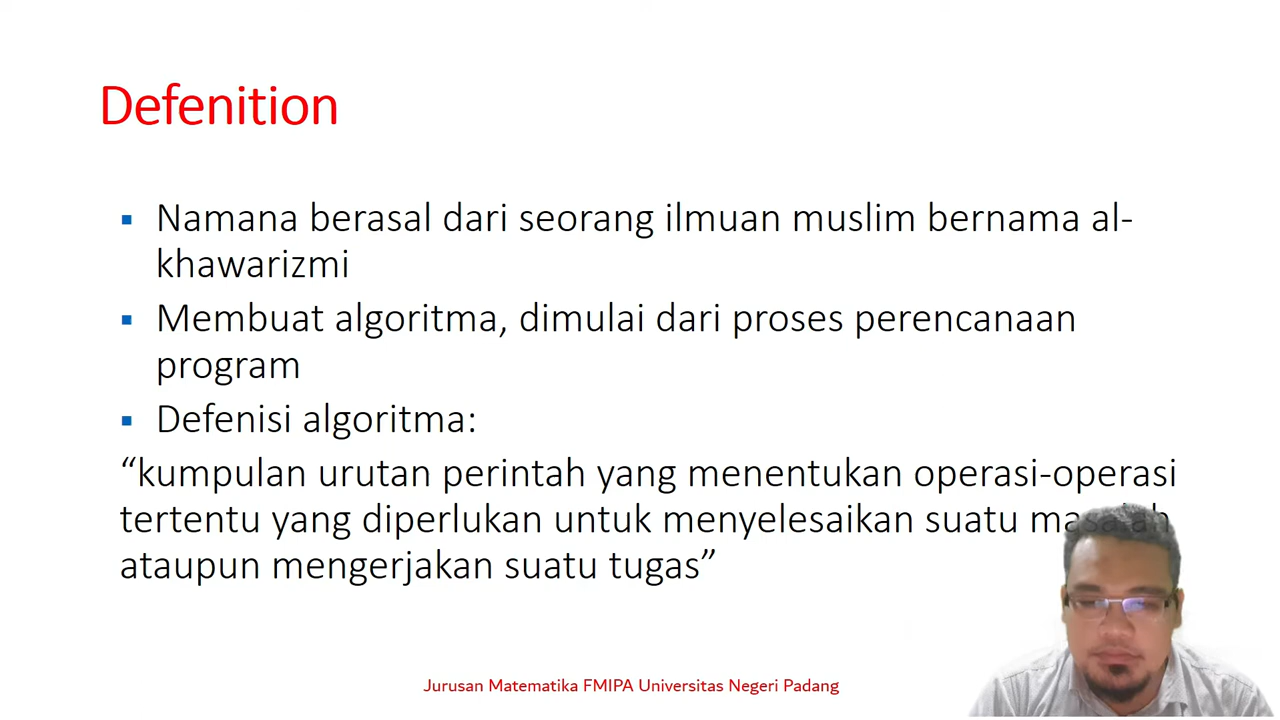 Defenition
▪ Namana berasal dari seorang ilmuan muslim bernama al-
khawarizmi
▪ Membuat algoritma, dimulai dari proses perencanaan
program
▪ Defenisi algoritma:
“kumpulan urutan perintah yang menentukan operasi-operasi
tertentu yang diperlukan untuk menyelesaikan suatu masalah
ataupun mengerjakan suatu tugas”
Jurusan Matematika FMIPA Universitas Negeri Padang